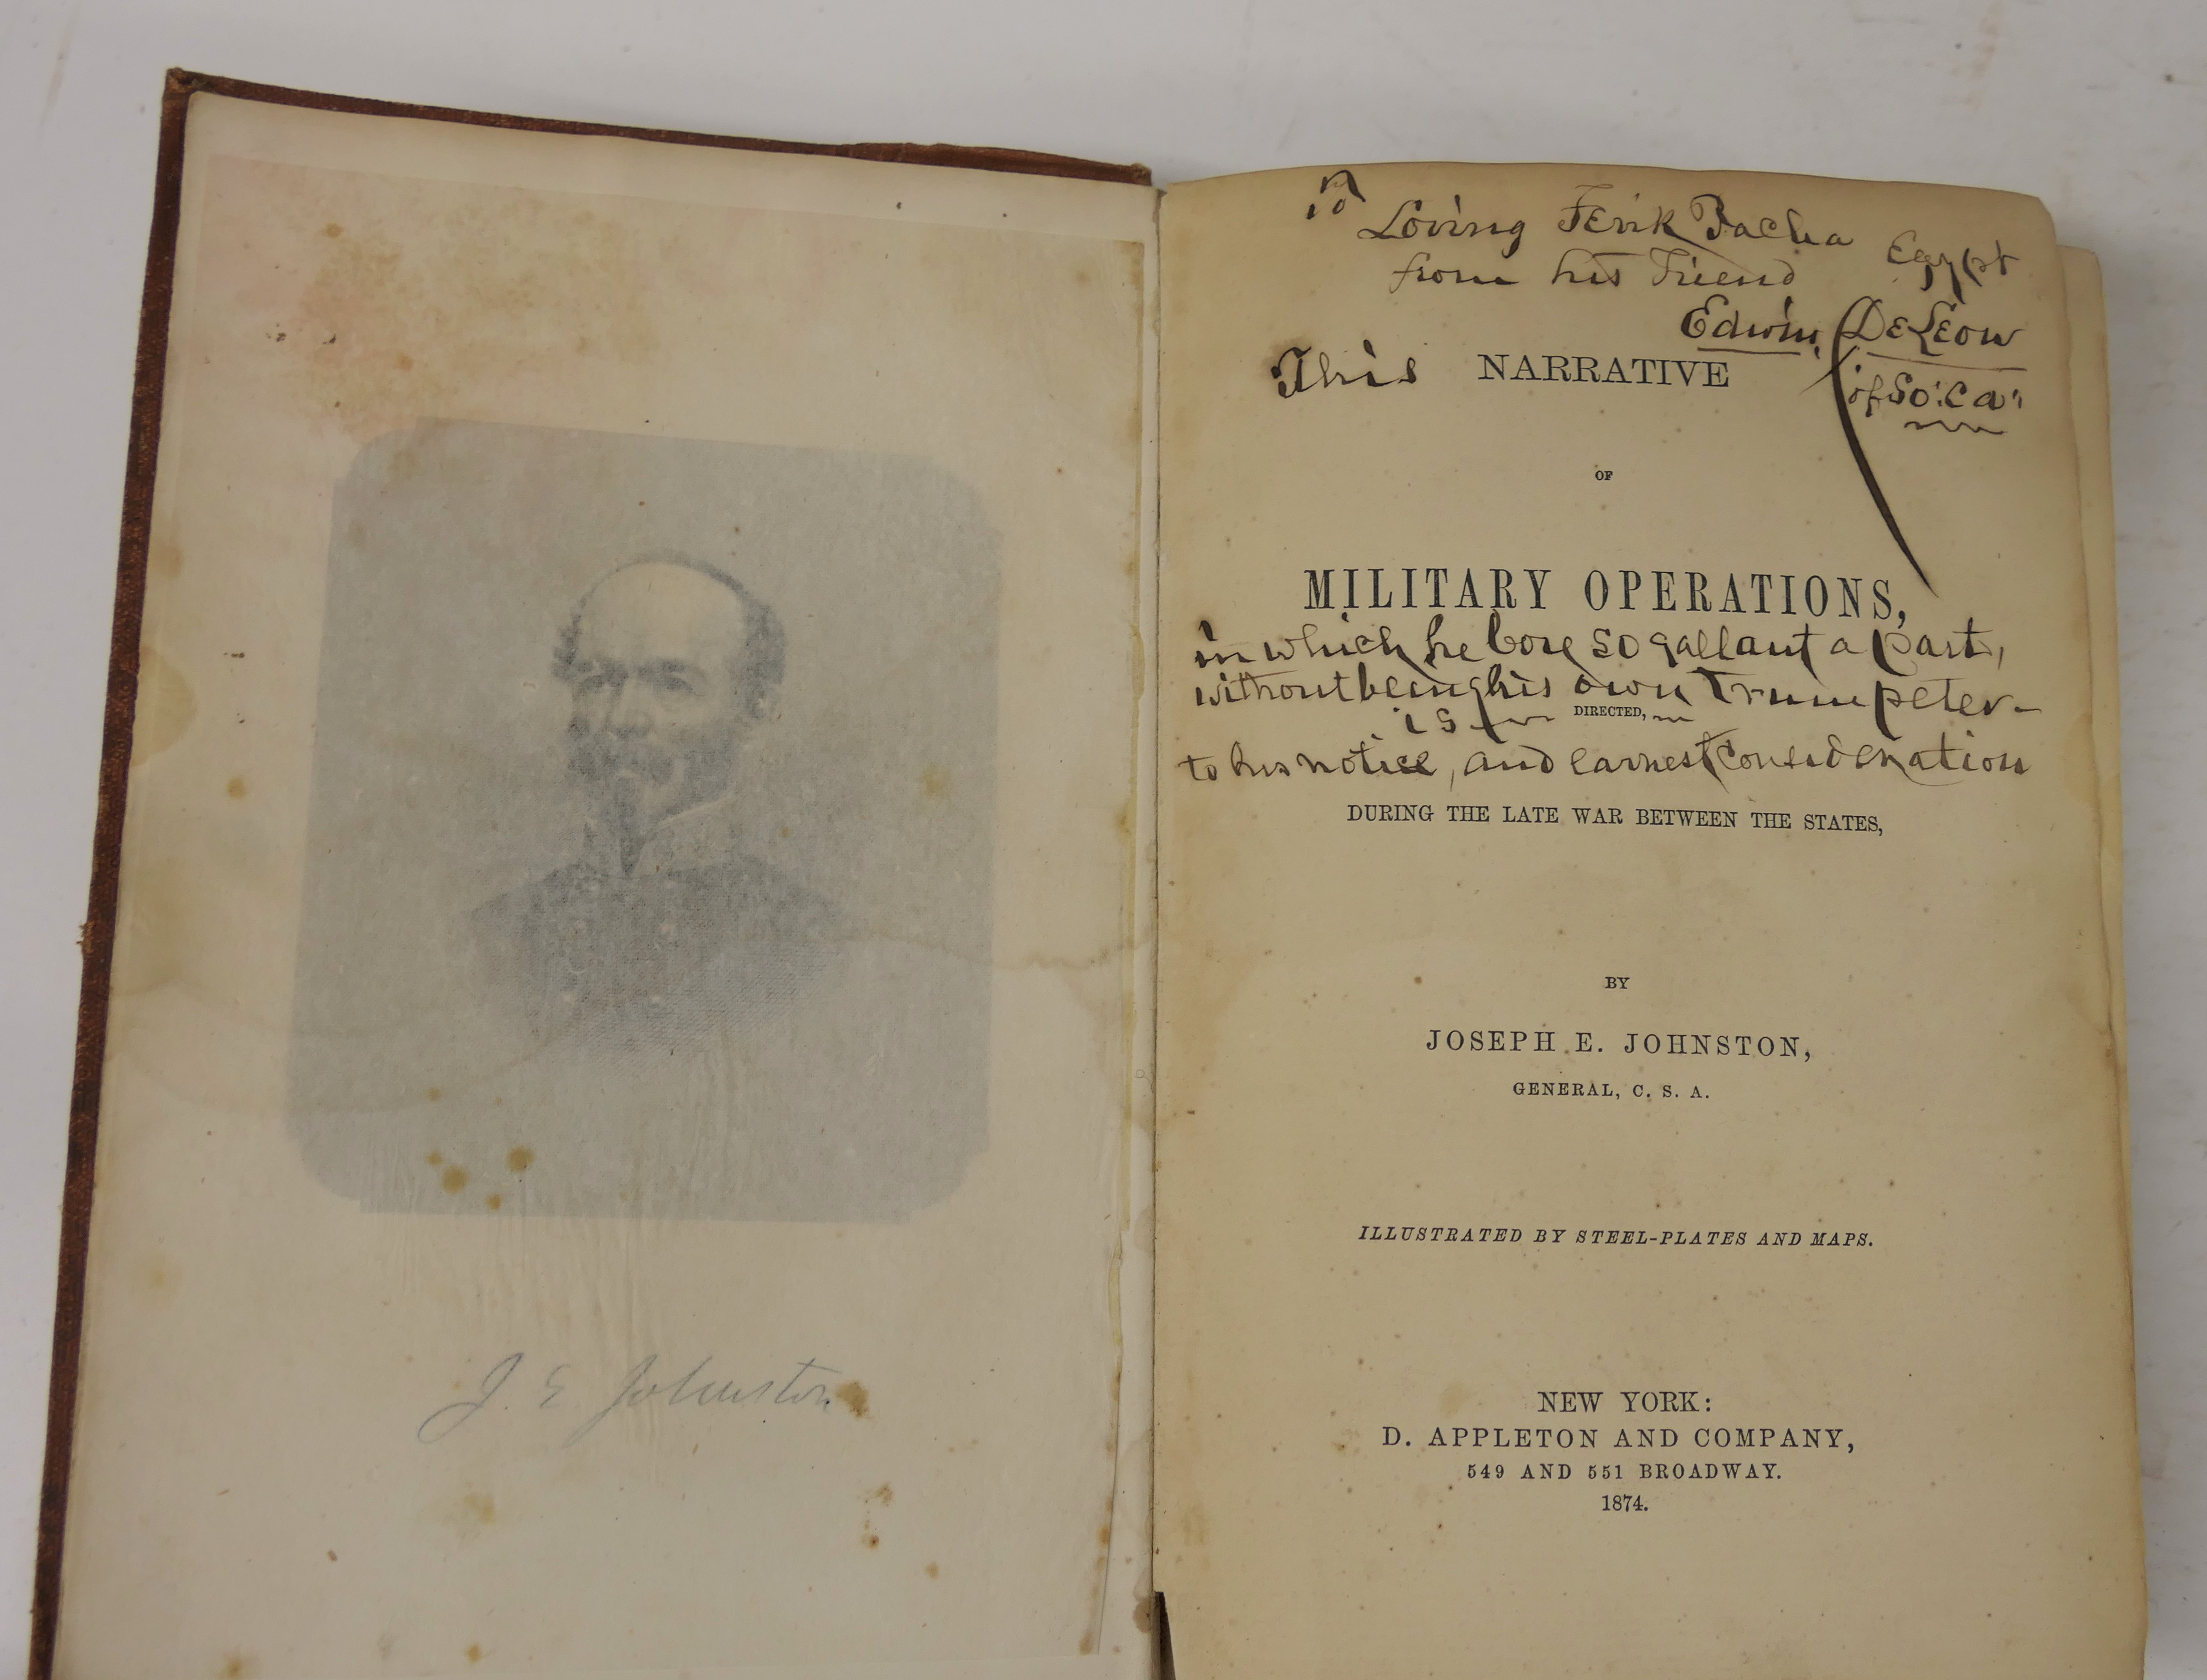 J. E. Johnston
To Loring Ferik Pacha Egypt
from his Friend
Edwin DeLeon
of So: Ca:
This NARRATIVE
OF
MILITARY OPERATIONS,
in which he bore so gallant a part,
without being his own Trumpeter-
is DIRECTED,
to his notice, and earnest consideration
DURING THE LATE WAR BETWEEN THE STATES,
BY
JOSEPH E. JOHNSTON,
GENERAL, C. S. A.
ILLUSTRATED BY STEEL-PLATES AND MAPS.
NEW YORK:
D. APPLETON AND COMPANY,
549 AND 551 BROADWAY.
1874.